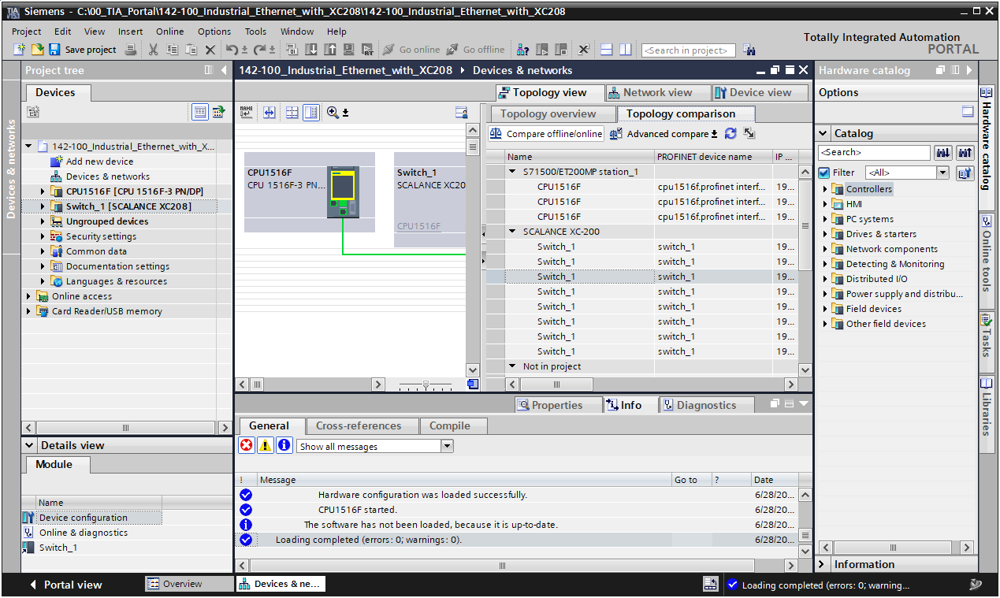 Siemens - C:\00_TIA_Portal\142-100_Industrial_Ethernet_with_XC208\142-100_Industrial_Ethernet_with_XC208
Project Edit View Insert Online Options Tools Window Help
Totally Integrated Automation
PORTAL
Save project
Go online
Go offline
<Search in project>
Project tree
Devices
Devices & networks
142-100_Industrial_Ethernet_with_X...
Add new device
Devices & networks
CPU1516F [CPU 1516F-3 PN/DP]
Switch_1 [SCALANCE XC208]
Ungrouped devices
Security settings
Common data
Documentation settings
Languages & resources
Online access
Card Reader/USB memory
Details view
Module
Name
Device configuration
Online & diagnostics
Switch_1
142-100_Industrial_Ethernet_with_XC208 Devices & networks
Topology view Network view Device view
NAME
CPU1516F
CPU 1516F-3 PN...
Switch_1
SCALANCE XC20
CPU1516F
Topology overview Topology comparison
Compare offline/online Advanced compare
Name PROFINET device name IP ...
S71500/ET200MP station_1
CPU1516F cpu1516f.profinet interf... 19...
CPU1516F cpu1516f.profinet interf... 19...
CPU1516F cpu1516f.profinet interf... 19...
SCALANCE XC-200
Switch_1 switch_1 19...
Switch_1 switch_1 19...
Switch_1 switch_1 19...
Switch_1 switch_1 19...
Switch_1 switch_1 19...
Switch_1 switch_1 19...
Switch_1 switch_1 19...
Switch_1 switch_1 19...
Not in project
Properties Info Diagnostics
General Cross-references Compile
Show all messages
! Message Go to ? Date
Hardware configuration was loaded successfully. 6/28/20...
CPU1516F started. 6/28/20...
The software has not been loaded, because it is up-to-date. 6/28/20...
Loading completed (errors: 0; warnings: 0). 6/28/20...
Hardware catalog
Options
Catalog
<Search>
Filter <All>
Controllers
HMI
PC systems
Drives & starters
Network components
Detecting & Monitoring
Distributed I/O
Power supply and distribu...
Field devices
Other field devices
Information
Hardware catalog
Online tools
Tasks
Libraries
Portal view Overview Devices & ne... Loading completed (errors: 0; warning...